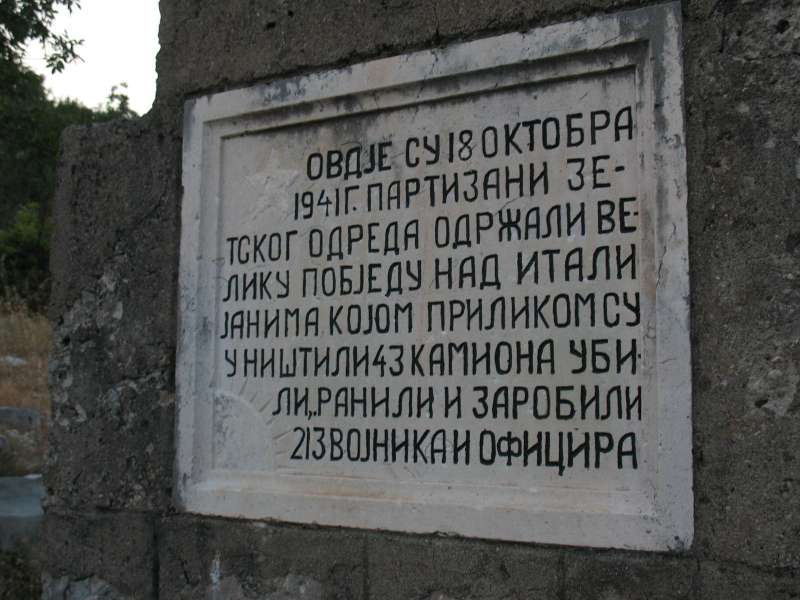 ОВДЈЕ СУ 18 ОКТОБРА
1941 Г. ПАРТИЗАНИ ЗЕ-
ТСКОГ ОДРЕДА ОДРЖАЛИ ВЕ-
ЛИКУ ПОБЈЕДУ НАД ИТАЛИ
ЈАНИМА КОЈОМ ПРИЛИКОМ СУ
УНИШТИЛИ 43 КАМИОНА УБИ-
ЛИ,.РАНИЛИ И ЗАРОБИЛИ
213 ВОЈНИКА И ОФИЦИРА